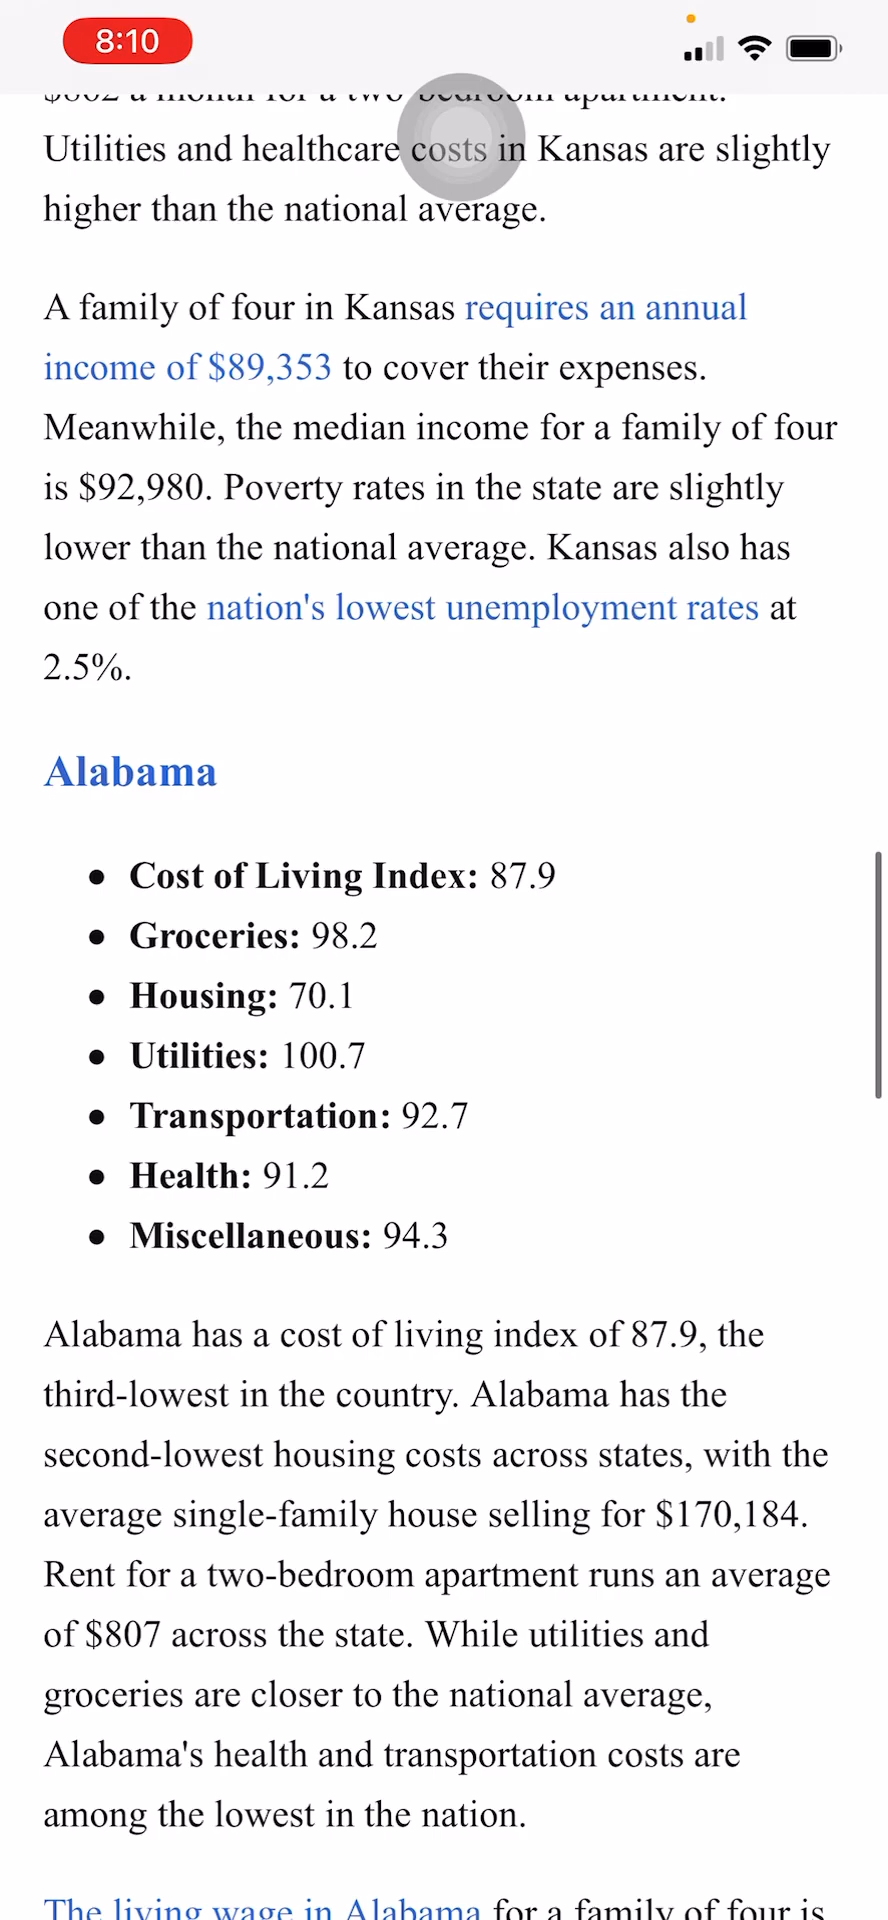 8:10
a month for a two-bedroom apartment.
Utilities and healthcare costs in Kansas are slightly
higher than the national average.
A family of four in Kansas requires an annual
income of $89,353 to cover their expenses.
Meanwhile, the median income for a family of four
is $92,980. Poverty rates in the state are slightly
lower than the national average. Kansas also has
one of the nation's lowest unemployment rates at
2.5%.
Alabama
• Cost of Living Index: 87.9
• Groceries: 98.2
• Housing: 70.1
• Utilities: 100.7
• Transportation: 92.7
• Health: 91.2
• Miscellaneous: 94.3
Alabama has a cost of living index of 87.9, the
third-lowest in the country. Alabama has the
second-lowest housing costs across states, with the
average single-family house selling for $170,184.
Rent for a two-bedroom apartment runs an average
of $807 across the state. While utilities and
groceries are closer to the national average,
Alabama's health and transportation costs are
among the lowest in the nation.
The living wage in Alabama for a family of four is